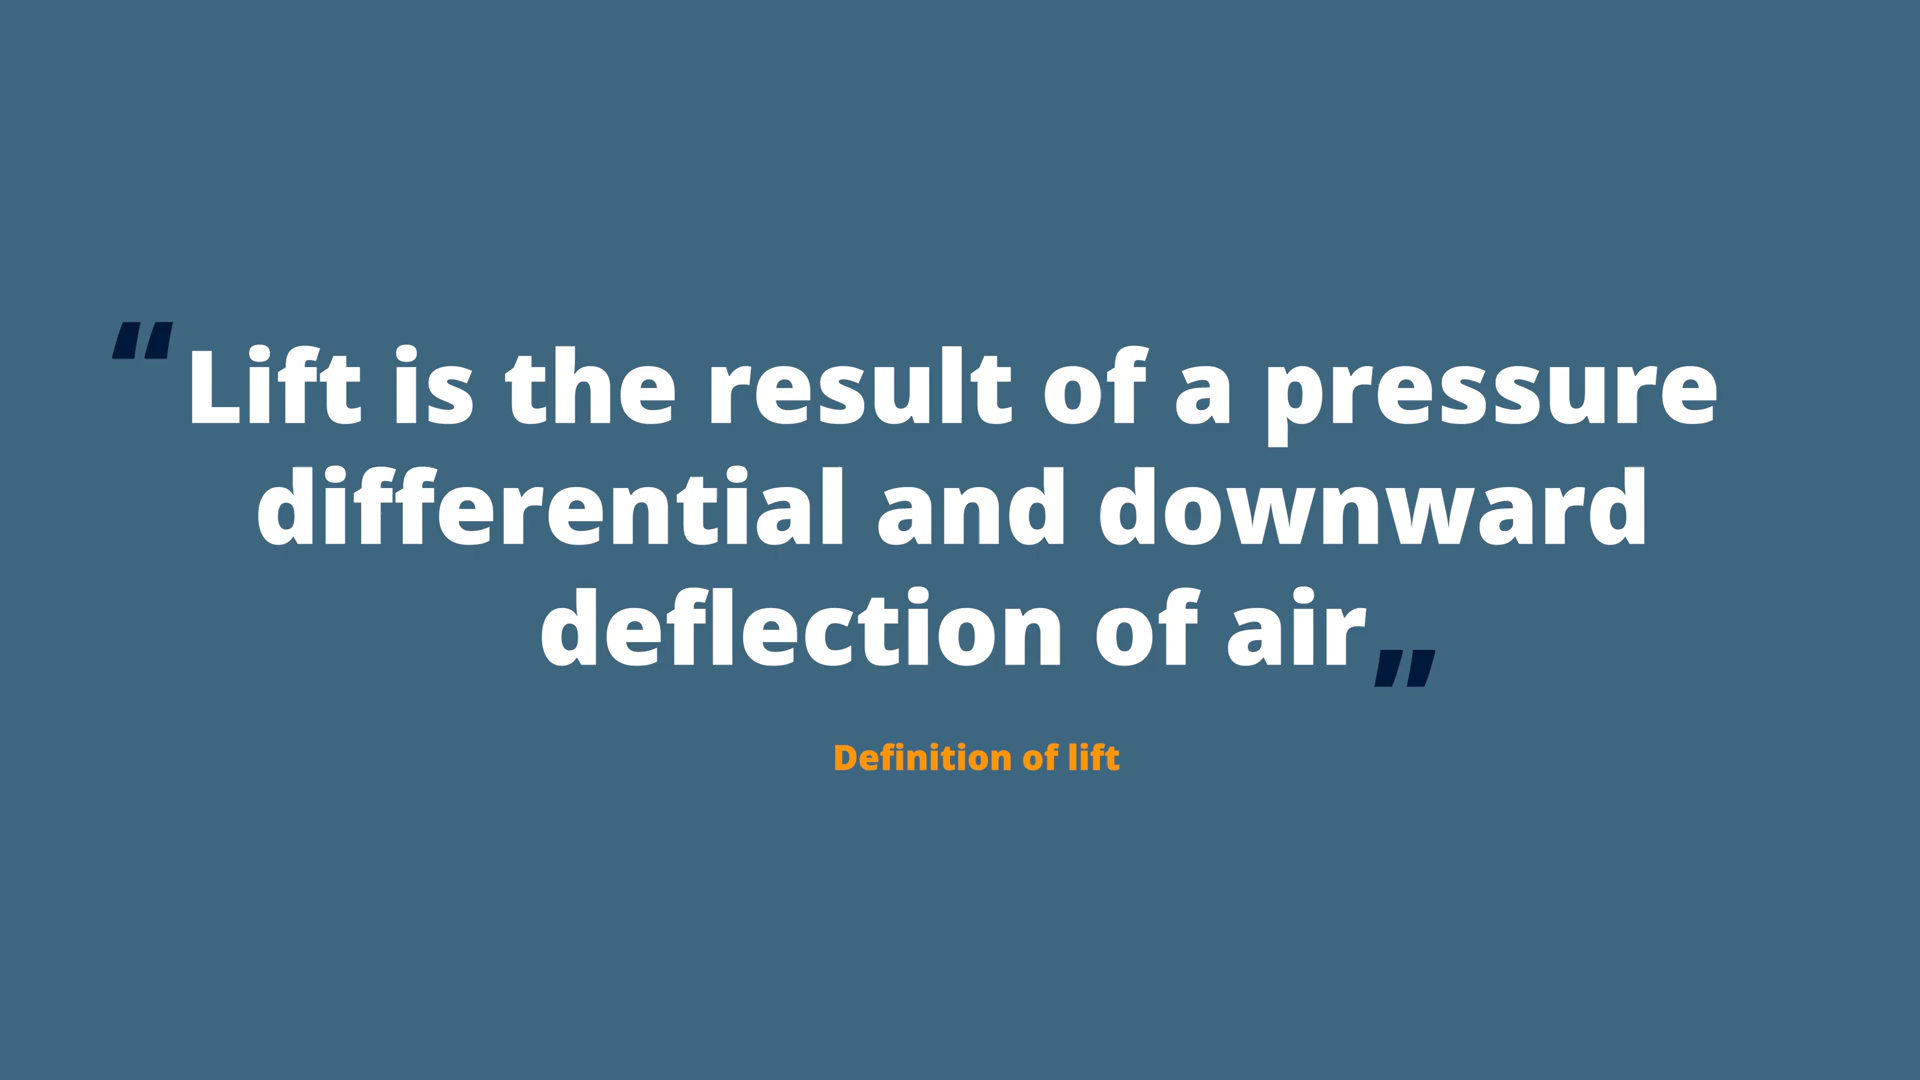 “Lift is the result of a pressure
differential and downward
deflection of air”
Definition of lift